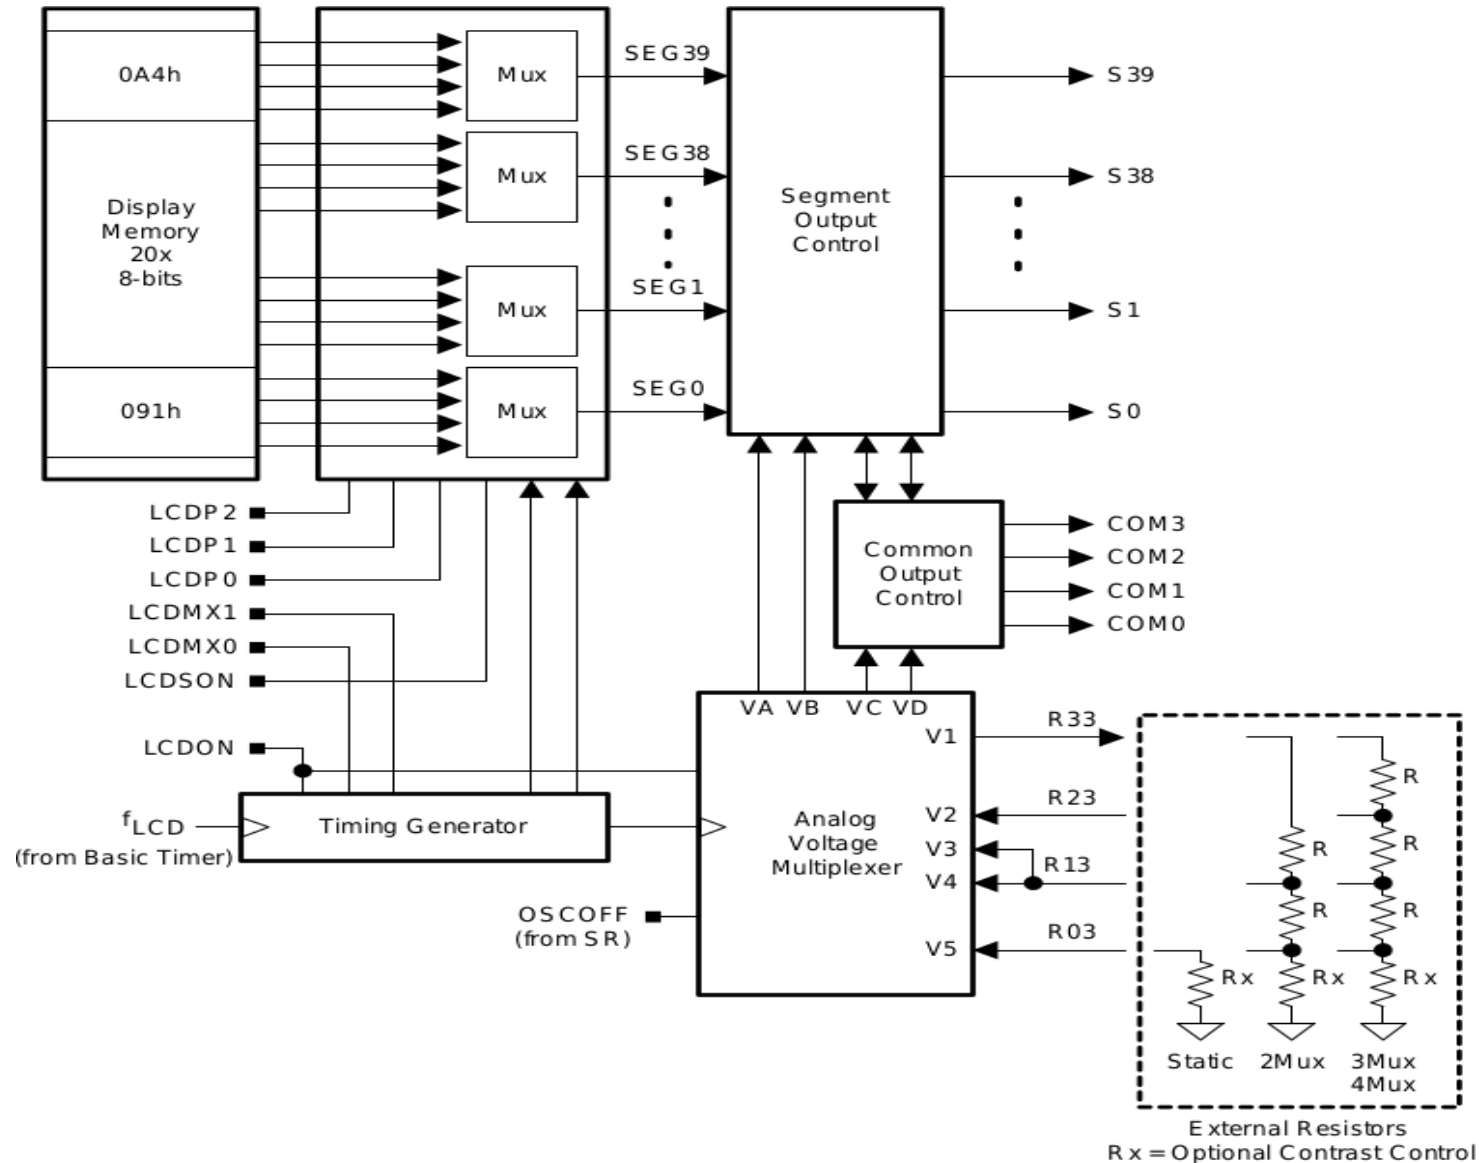 0A4h
Display
Memory
20x
8-bits
091h
Mux
Mux
Mux
Mux
SEG39
SEG38
SEG1
SEG0
Segment
Output
Control
S39
S38
S1
S0
LCDP2
LCDP1
LCDP0
LCDMX1
LCDMX0
LCDSON
LCDON
fLCD
(from Basic Timer)
Timing Generator
OSCOFF
(from SR)
Common
Output
Control
COM3
COM2
COM1
COM0
VA VB VC VD
V1
V2
V3
V4
V5
Analog
Voltage
Multiplexer
R33
R23
R13
R03
R
R
R
R
R
Rx
Rx
Rx
Static
2Mux
3Mux
4Mux
External Resistors
Rx = Optional Contrast Control